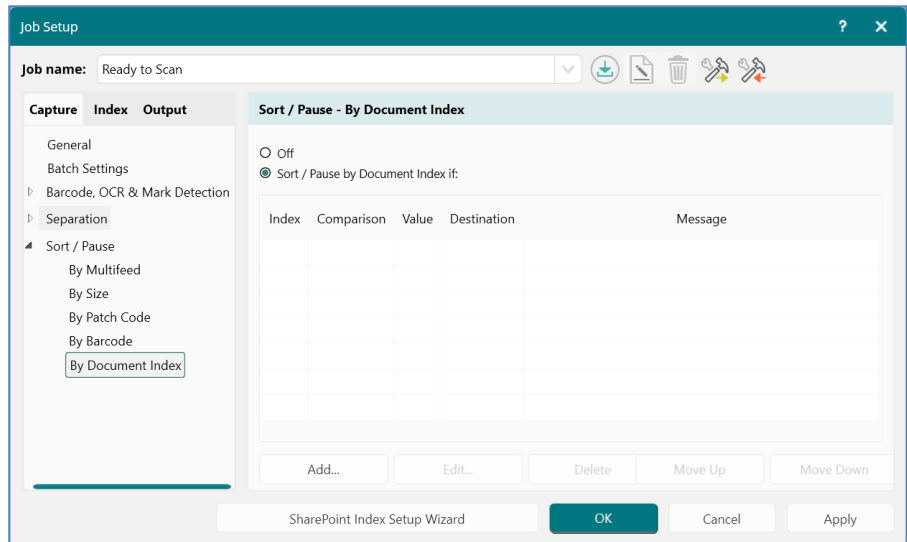 Job Setup ?
Job name: Ready to Scan
Capture Index Output
General
Batch Settings
Barcode, OCR & Mark Detection
Separation
Sort / Pause
By Multifeed
By Size
By Patch Code
By Barcode
By Document Index
Sort / Pause - By Document Index
Off
Sort / Pause by Document Index if:
Index Comparison Value Destination Message
Add... Edit... Delete Move Up Move Down
SharePoint Index Setup Wizard OK Cancel Apply